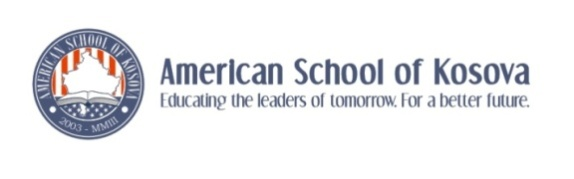 AMERICAN SCHOOL OF KOSOVA
2003 - MMIII
American School of Kosova
Educating the leaders of tomorrow. For a better future.